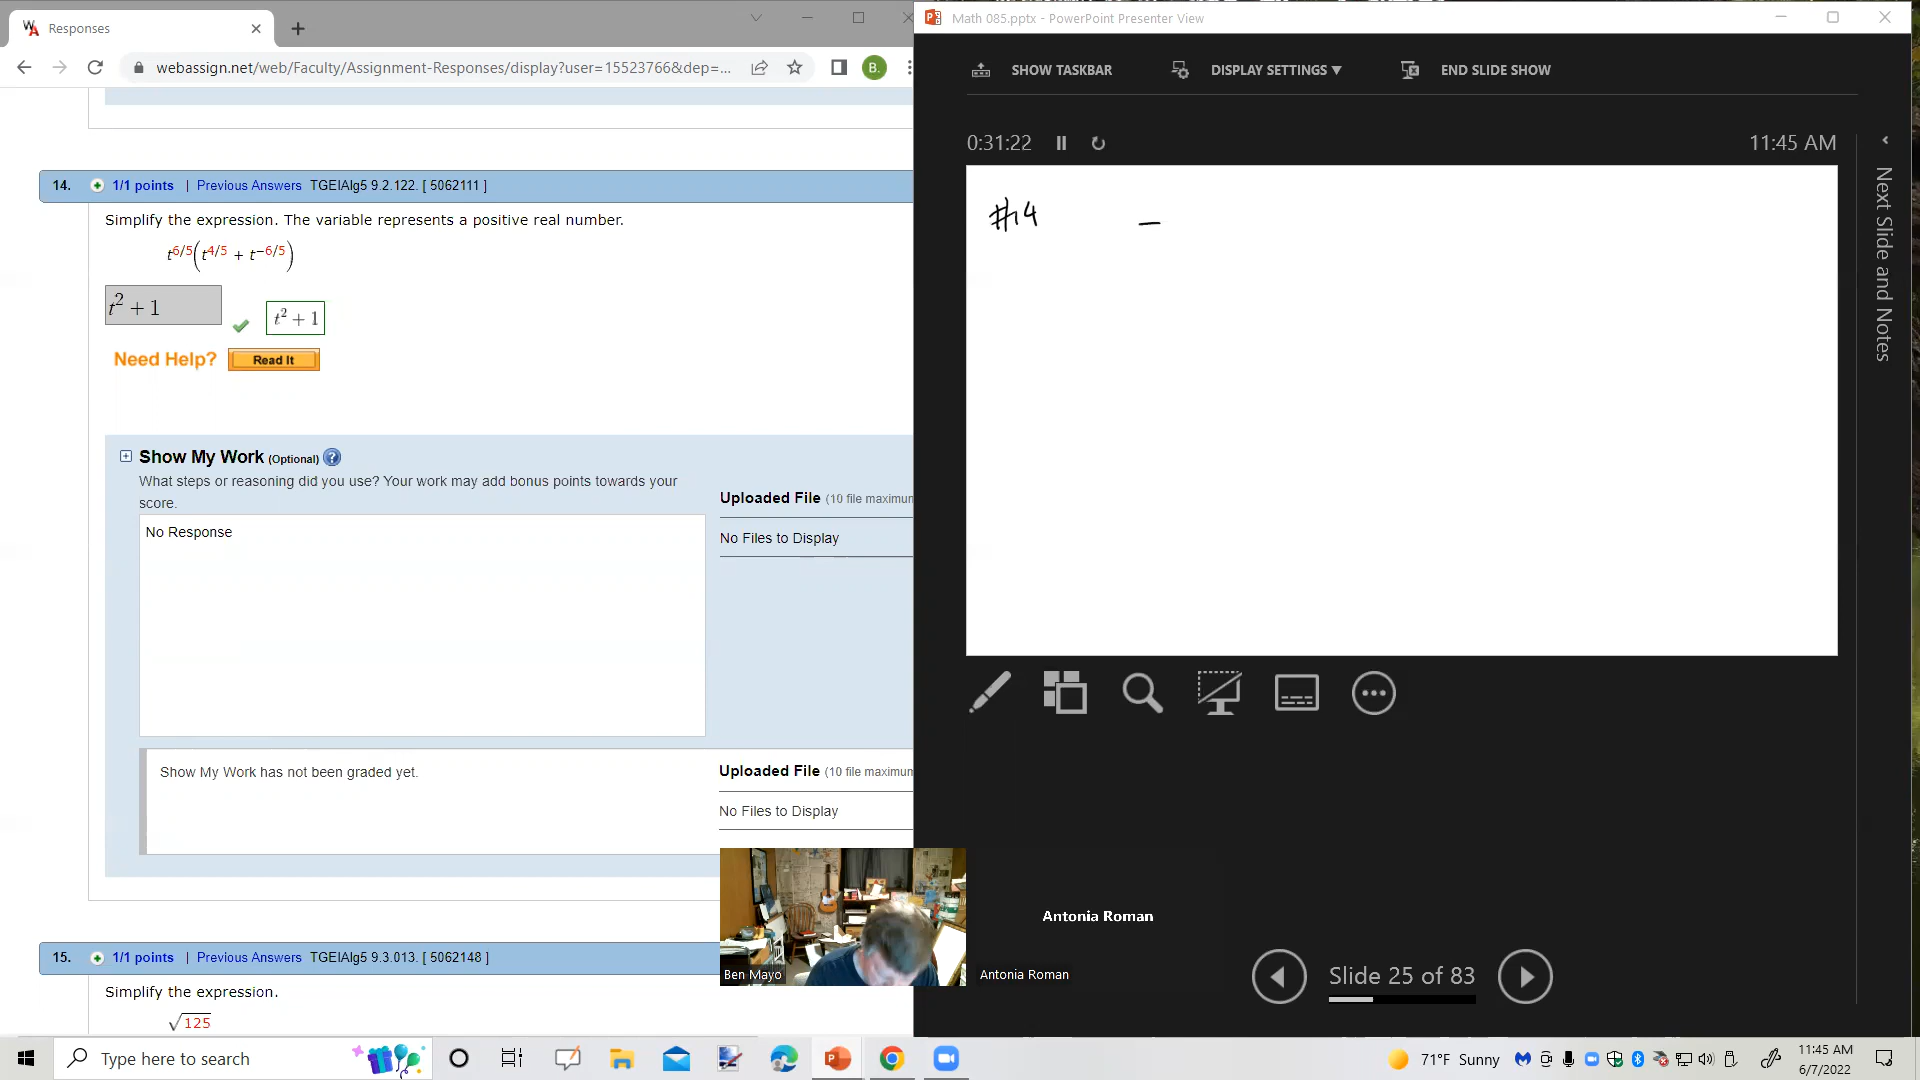 Responses
webassign.net/web/Faculty/Assignment-Responses/display?user=15523766&dep=...
B.
14. 1/1 points | Previous Answers TGEIAlg5 9.2.122. [ 5062111 ]
Simplify the expression. The variable represents a positive real number.
t^6/5(t^4/5 + t^−6/5)
t² + 1
t² + 1
Need Help? Read It
Show My Work (Optional) ?
What steps or reasoning did you use? Your work may add bonus points towards your
score.
Uploaded File (10 file maximum
No Response
No Files to Display
Show My Work has not been graded yet.
Uploaded File (10 file maximum
No Files to Display
15. 1/1 points | Previous Answers TGEIAlg5 9.3.013. [ 5062148 ]
Simplify the expression.
√125
Math 085.pptx - PowerPoint Presenter View
SHOW TASKBAR
DISPLAY SETTINGS ▼
END SLIDE SHOW
0:31:22
11:45 AM
#14 —
Next Slide and Notes
Ben Mayo
Antonia Roman
Antonia Roman
Slide 25 of 83
Type here to search
71°F Sunny
11:45 AM
6/7/2022